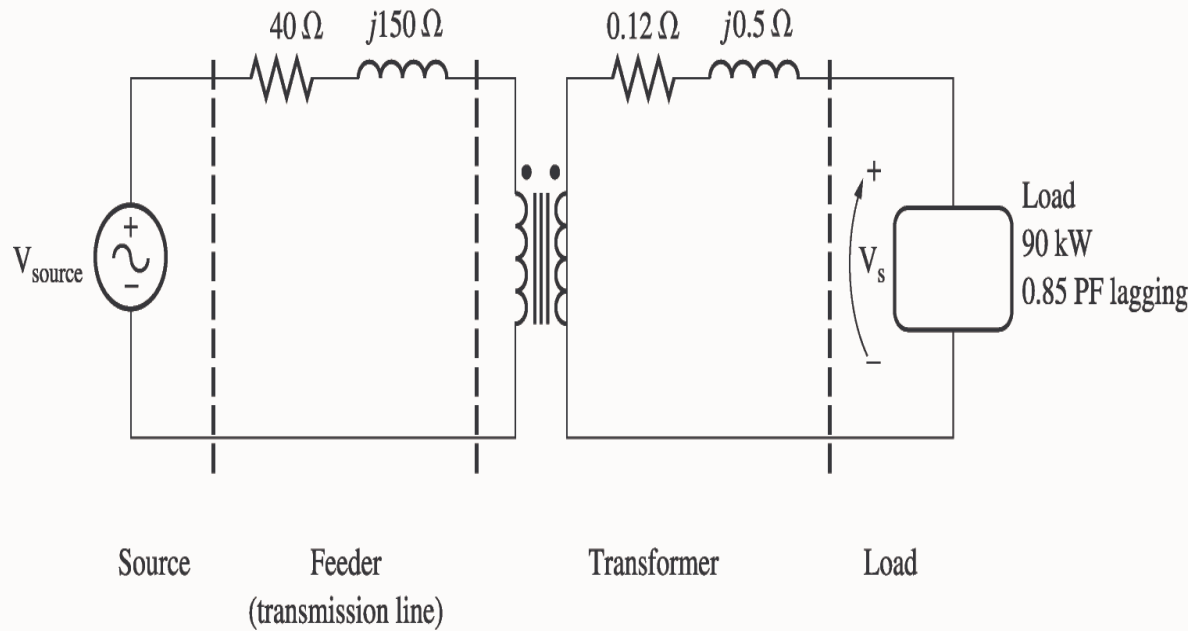 40 Ω
j150 Ω
0.12 Ω
j0.5 Ω
V_source
+
−
+
V_s
−
Load
90 kW
0.85 PF lagging
Source
Feeder
(transmission line)
Transformer
Load